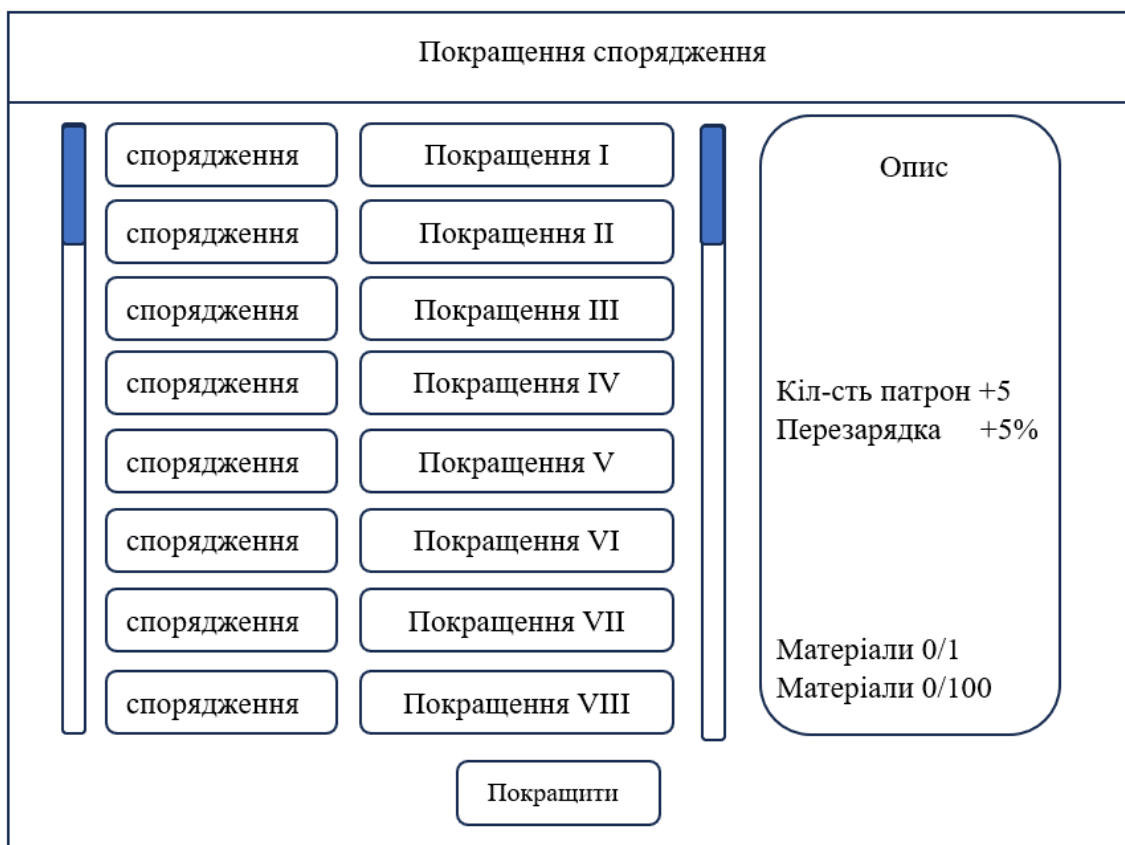 Покращення спорядження
спорядження Покращення I
спорядження Покращення II
спорядження Покращення III
спорядження Покращення IV
спорядження Покращення V
спорядження Покращення VI
спорядження Покращення VII
спорядження Покращення VIII
Опис
Кіл-сть патрон +5
Перезарядка +5%
Матеріали 0/1
Матеріали 0/100
Покращити